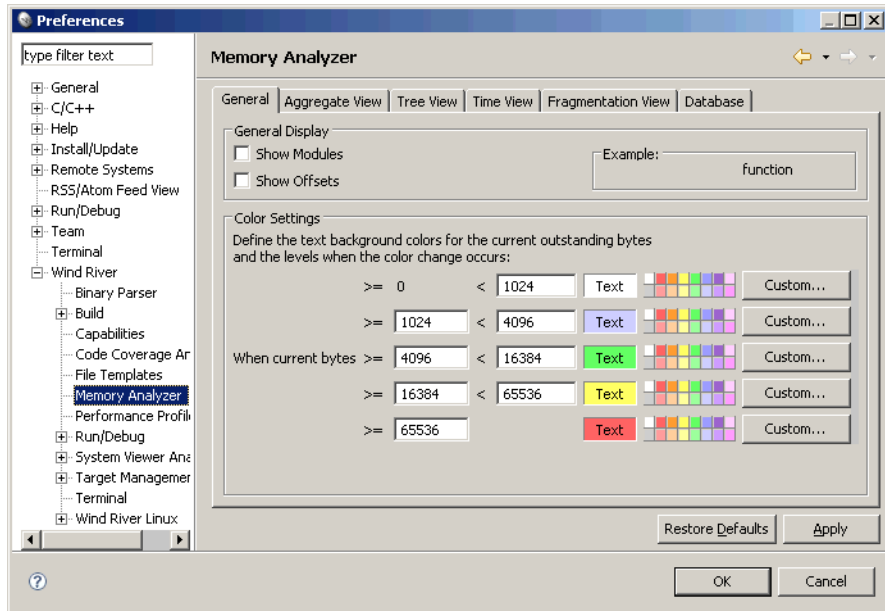 Preferences
type filter text
General
C/C++
Help
Install/Update
Remote Systems
RSS/Atom Feed View
Run/Debug
Team
Terminal
Wind River
Binary Parser
Build
Capabilities
Code Coverage Ar
File Templates
Memory Analyzer
Performance Profil
Run/Debug
System Viewer Ana
Target Managemer
Terminal
Wind River Linux
Memory Analyzer
General Aggregate View Tree View Time View Fragmentation View Database
General Display
Show Modules
Show Offsets
Example:
function
Color Settings
Define the text background colors for the current outstanding bytes
and the levels when the color change occurs:
>= 0 < 1024 Text Custom...
>= 1024 < 4096 Text Custom...
When current bytes >= 4096 < 16384 Text Custom...
>= 16384 < 65536 Text Custom...
>= 65536 Text Custom...
Restore Defaults Apply
? OK Cancel